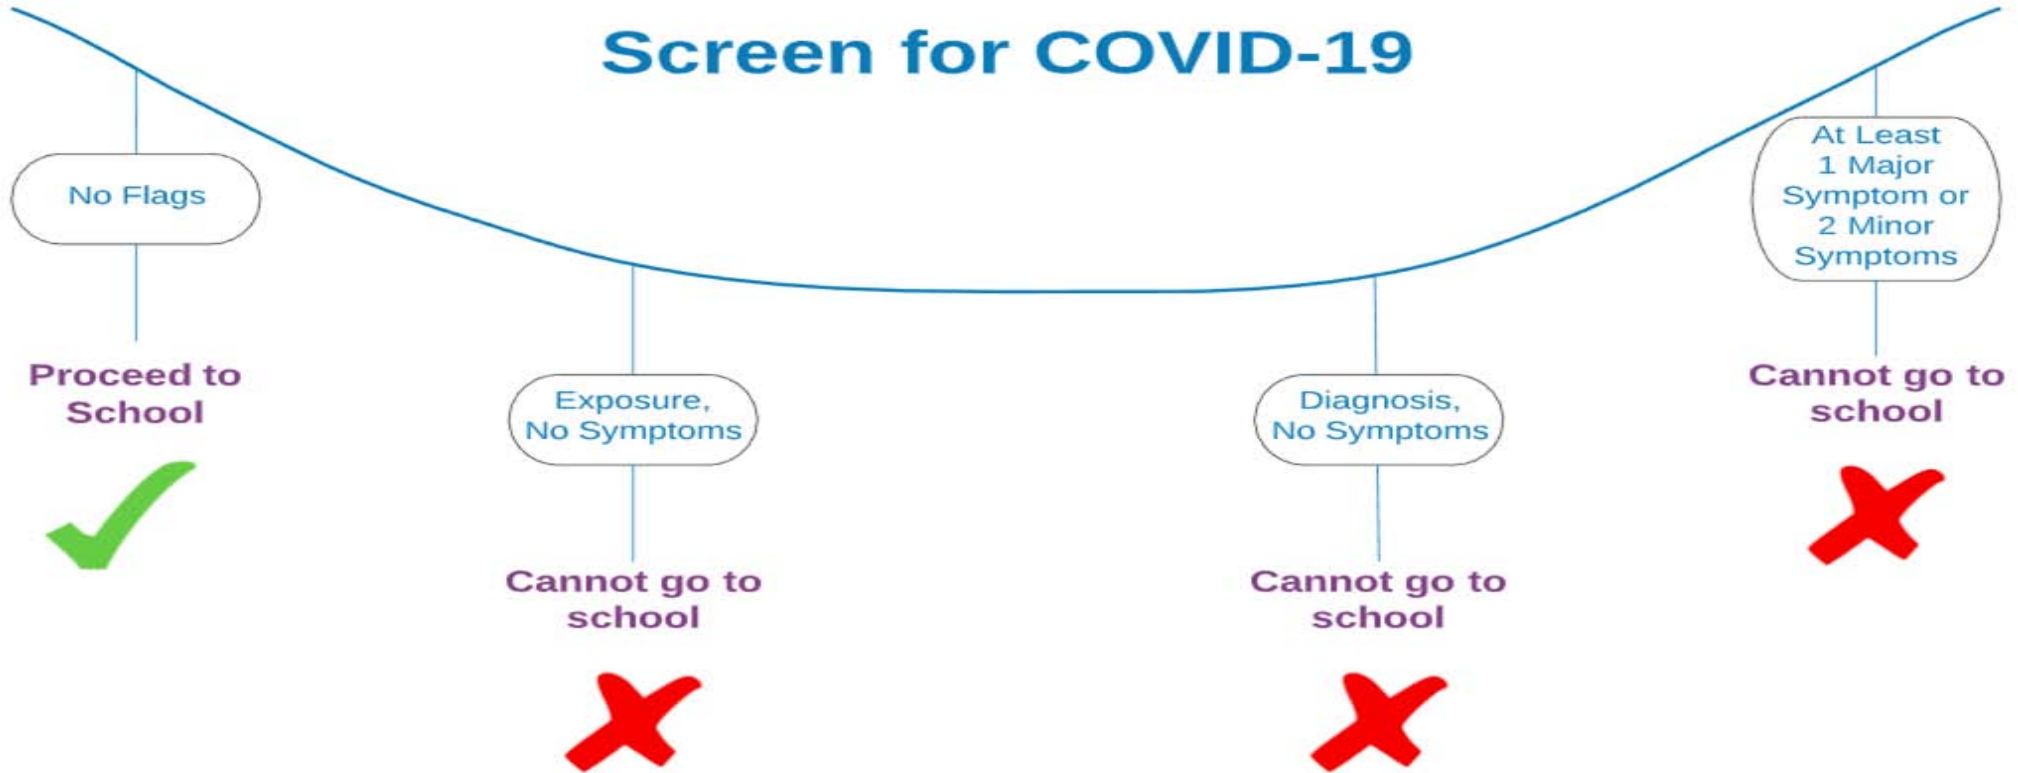 Screen for COVID-19
No Flags
Proceed to
School
Exposure,
No Symptoms
Cannot go to
school
Diagnosis,
No Symptoms
Cannot go to
school
At Least
1 Major
Symptom or
2 Minor
Symptoms
Cannot go to
school